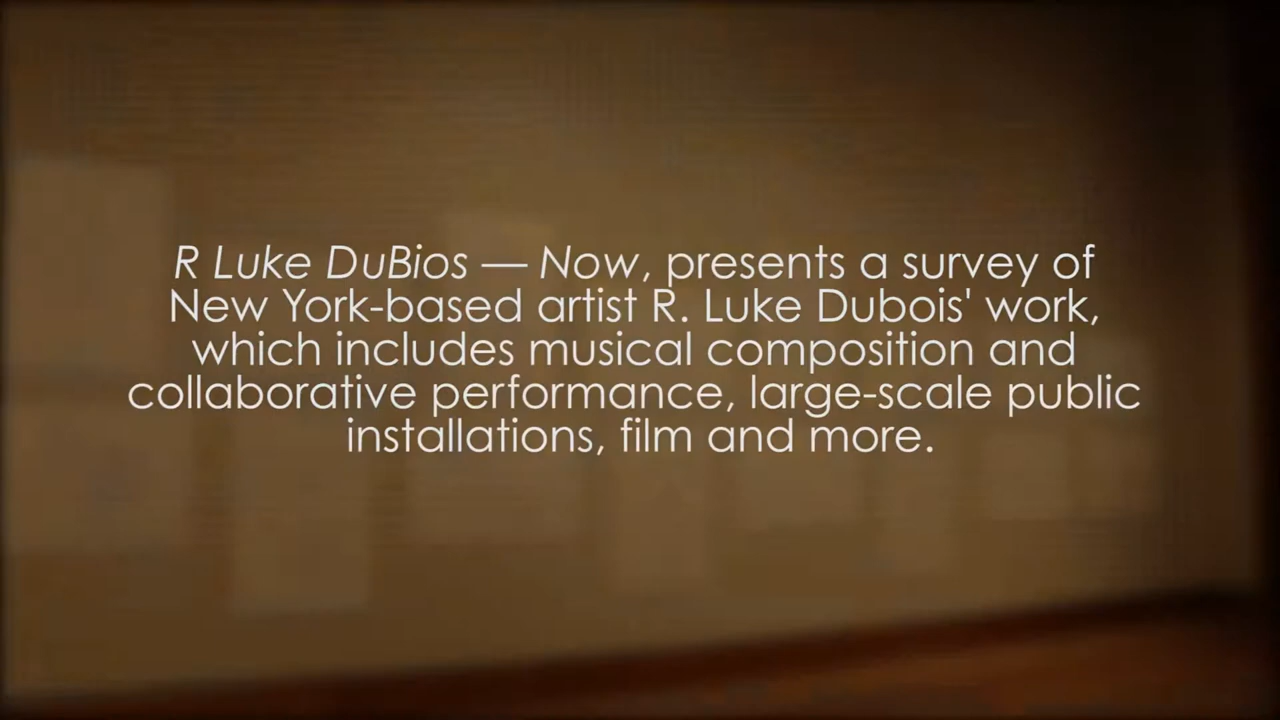 R Luke DuBios — Now, presents a survey of
New York-based artist R. Luke Dubois' work,
which includes musical composition and
collaborative performance, large-scale public
installations, film and more.